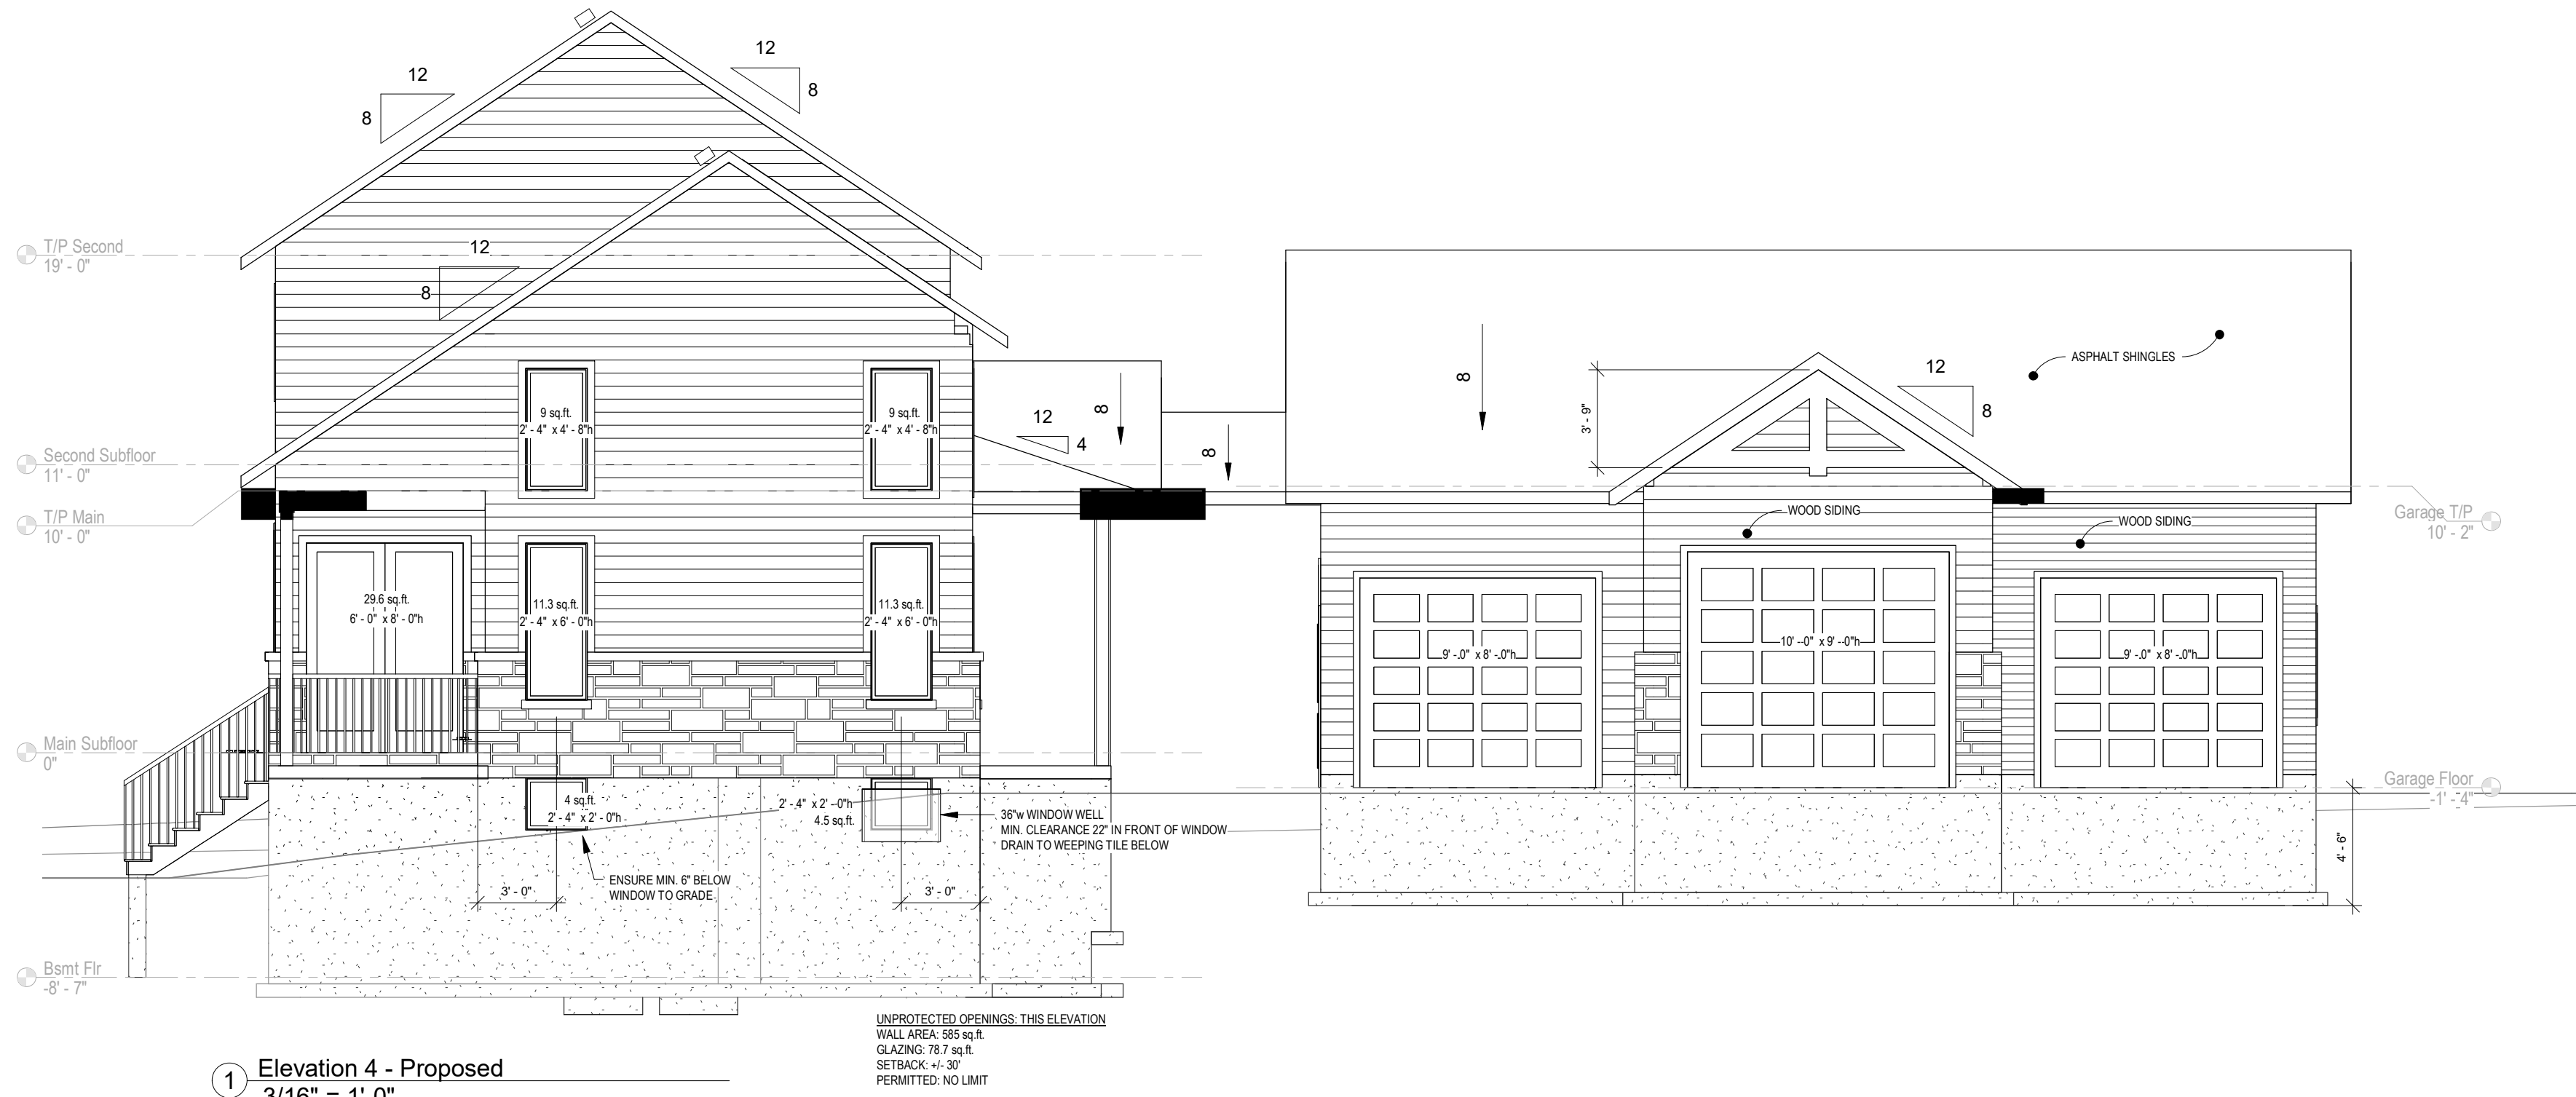 12
8
12
8
T/P Second
19' - 0"
12
8
ASPHALT SHINGLES
12
8
8
3' - 9"
9 sq.ft.
2' - 4" x 4' - 8"h
9 sq.ft.
2' - 4" x 4' - 8"h
12
4
8
8
Second Subfloor
11' - 0"
T/P Main
10' - 0"
WOOD SIDING
WOOD SIDING
Garage T/P
10' - 2"
29.6 sq.ft.
6' - 0" x 8' - 0"h
11.3 sq.ft.
2' - 4" x 6' - 0"h
11.3 sq.ft.
2' - 4" x 6' - 0"h
9' - 0" x 8' - 0"h
10' - 0" x 9' - 0"h
9' - 0" x 8' - 0"h
Main Subfloor
0"
Garage Floor
-1' - 4"
4 sq.ft.
2' - 4" x 2' - 0"h
2' - 4" x 2' - 0"h
4.5 sq.ft.
36"w WINDOW WELL
MIN. CLEARANCE 22" IN FRONT OF WINDOW
DRAIN TO WEEPING TILE BELOW
4' - 6"
ENSURE MIN. 6" BELOW
WINDOW TO GRADE
3' - 0"
3' - 0"
Bsmt Flr
-8' - 7"
UNPROTECTED OPENINGS: THIS ELEVATION
WALL AREA: 585 sq.ft.
GLAZING: 78.7 sq.ft.
SETBACK: +/- 30'
PERMITTED: NO LIMIT
1
Elevation 4 - Proposed
3/16" = 1'-0"